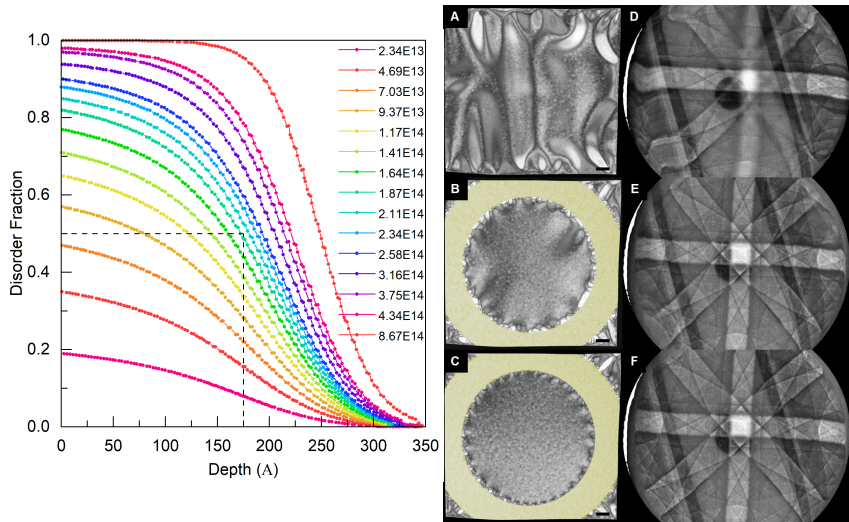 Disorder Fraction
1.0
0.8
0.6
0.4
0.2
0.0
0
50
100
150
200
250
300
350
Depth (A)
2.34E13
4.69E13
7.03E13
9.37E13
1.17E14
1.41E14
1.64E14
1.87E14
2.11E14
2.34E14
2.58E14
3.16E14
3.75E14
4.34E14
8.67E14
A
D
B
E
C
F